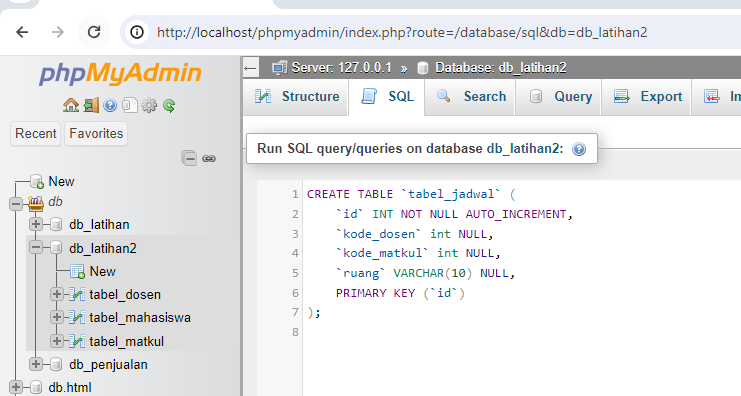 http://localhost/phpmyadmin/index.php?route=/database/sql&db=db_latihan2
phpMyAdmin
Recent Favorites
New
db
db_latihan
db_latihan2
New
tabel_dosen
tabel_mahasiswa
tabel_matkul
db_penjualan
db.html
Server: 127.0.0.1 » Database: db_latihan2
Structure SQL Search Query Export In
Run SQL query/queries on database db_latihan2:
1 CREATE TABLE `tabel_jadwal` (
2 `id` INT NOT NULL AUTO_INCREMENT,
3 `kode_dosen` int NULL,
4 `kode_matkul` int NULL,
5 `ruang` VARCHAR(10) NULL,
6 PRIMARY KEY (`id`)
7 );
8